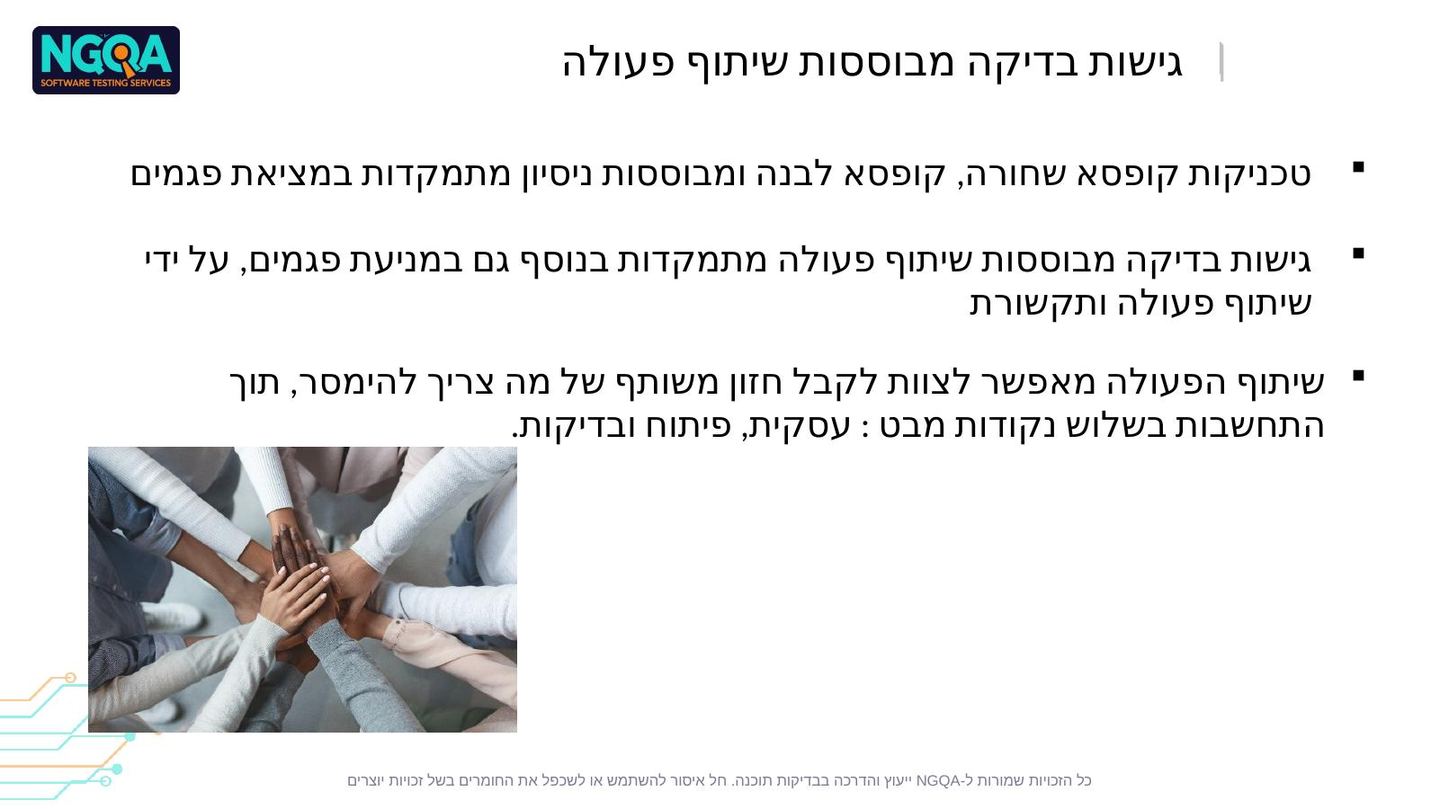 NGQA
SOFTWARE TESTING SERVICES
גישות בדיקה מבוססות שיתוף פעולה
▪ טכניקות קופסא שחורה, קופסא לבנה ומבוססות ניסיון מתמקדות במציאת פגמים
▪ גישות בדיקה מבוססות שיתוף פעולה מתמקדות בנוסף גם במניעת פגמים, על ידי
שיתוף פעולה ותקשורת
▪ שיתוף הפעולה מאפשר לצוות לקבל חזון משותף של מה צריך להימסר, תוך
התחשבות בשלוש נקודות מבט : עסקית, פיתוח ובדיקות.
כל הזכויות שמורות ל-NGQA ייעוץ והדרכה בבדיקות תוכנה. חל איסור להשתמש או לשכפל את החומרים בשל זכויות יוצרים